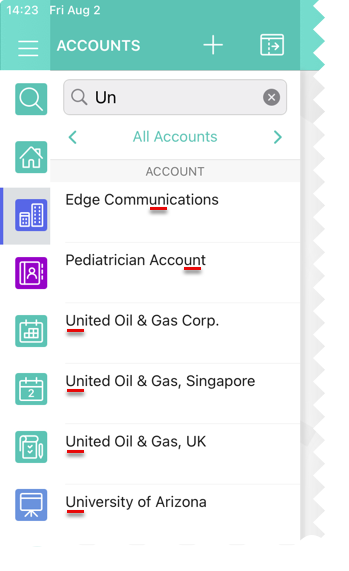 14:23 Fri Aug 2
ACCOUNTS
Un
All Accounts
ACCOUNT
Edge Communications
Pediatrician Account
United Oil & Gas Corp.
United Oil & Gas, Singapore
2
United Oil & Gas, UK
University of Arizona